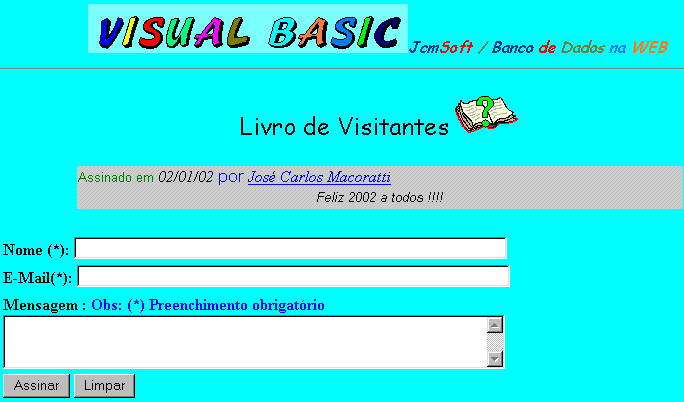 VISUAL BASIC JcmSoft / Banco de Dados na WEB
Livro de Visitantes ?
Assinado em 02/01/02 por José Carlos Macoratti
Feliz 2002 a todos !!!!
Nome (*):
E-Mail(*):
Mensagem : Obs: (*) Preenchimento obrigatório
Assinar Limpar